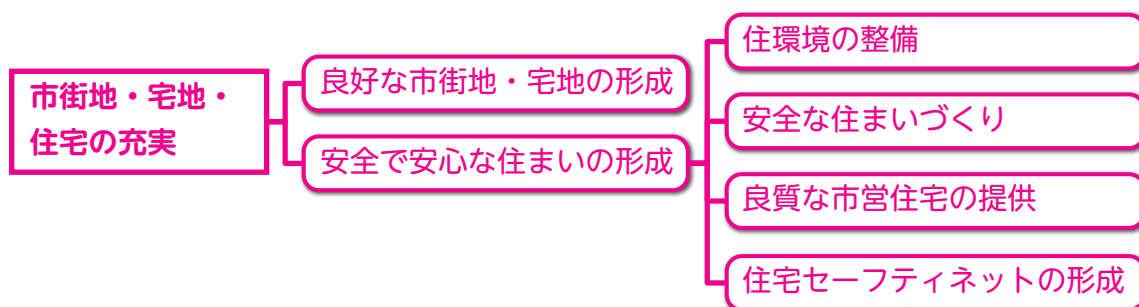 市街地・宅地・
住宅の充実
良好な市街地・宅地の形成
安全で安心な住まいの形成
住環境の整備
安全な住まいづくり
良質な市営住宅の提供
住宅セーフティネットの形成